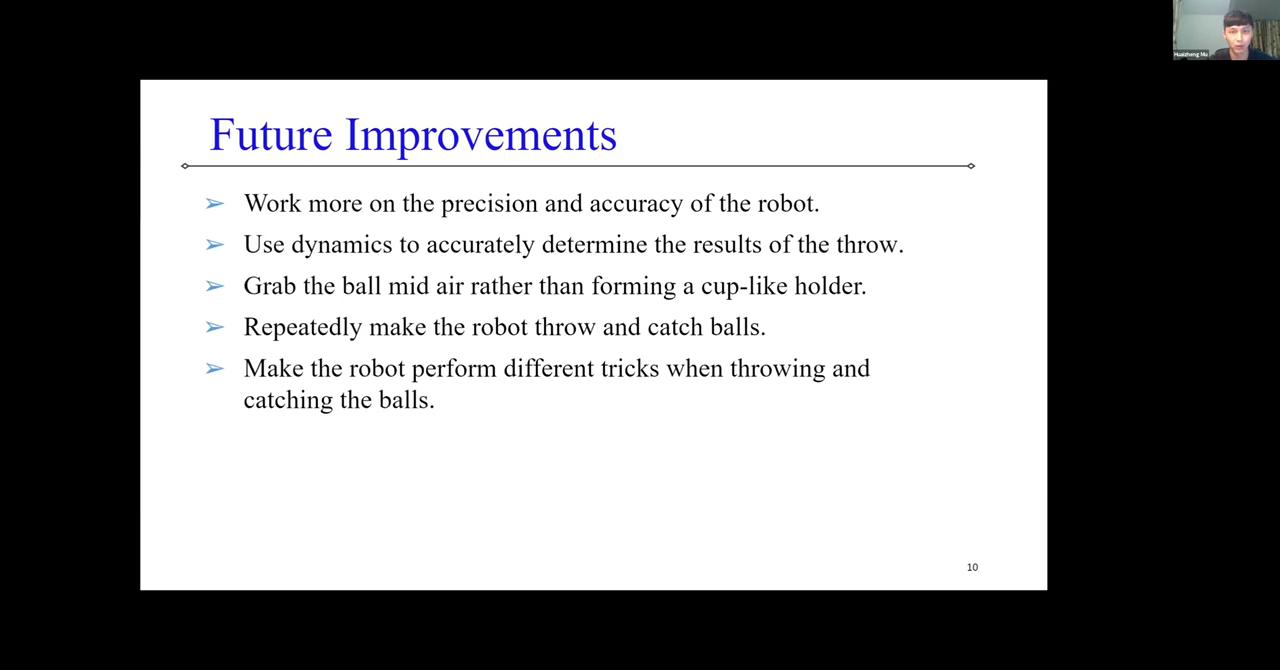 Huaizheng Mu
Future Improvements
➢ Work more on the precision and accuracy of the robot.
➢ Use dynamics to accurately determine the results of the throw.
➢ Grab the ball mid air rather than forming a cup-like holder.
➢ Repeatedly make the robot throw and catch balls.
➢ Make the robot perform different tricks when throwing and
catching the balls.
10